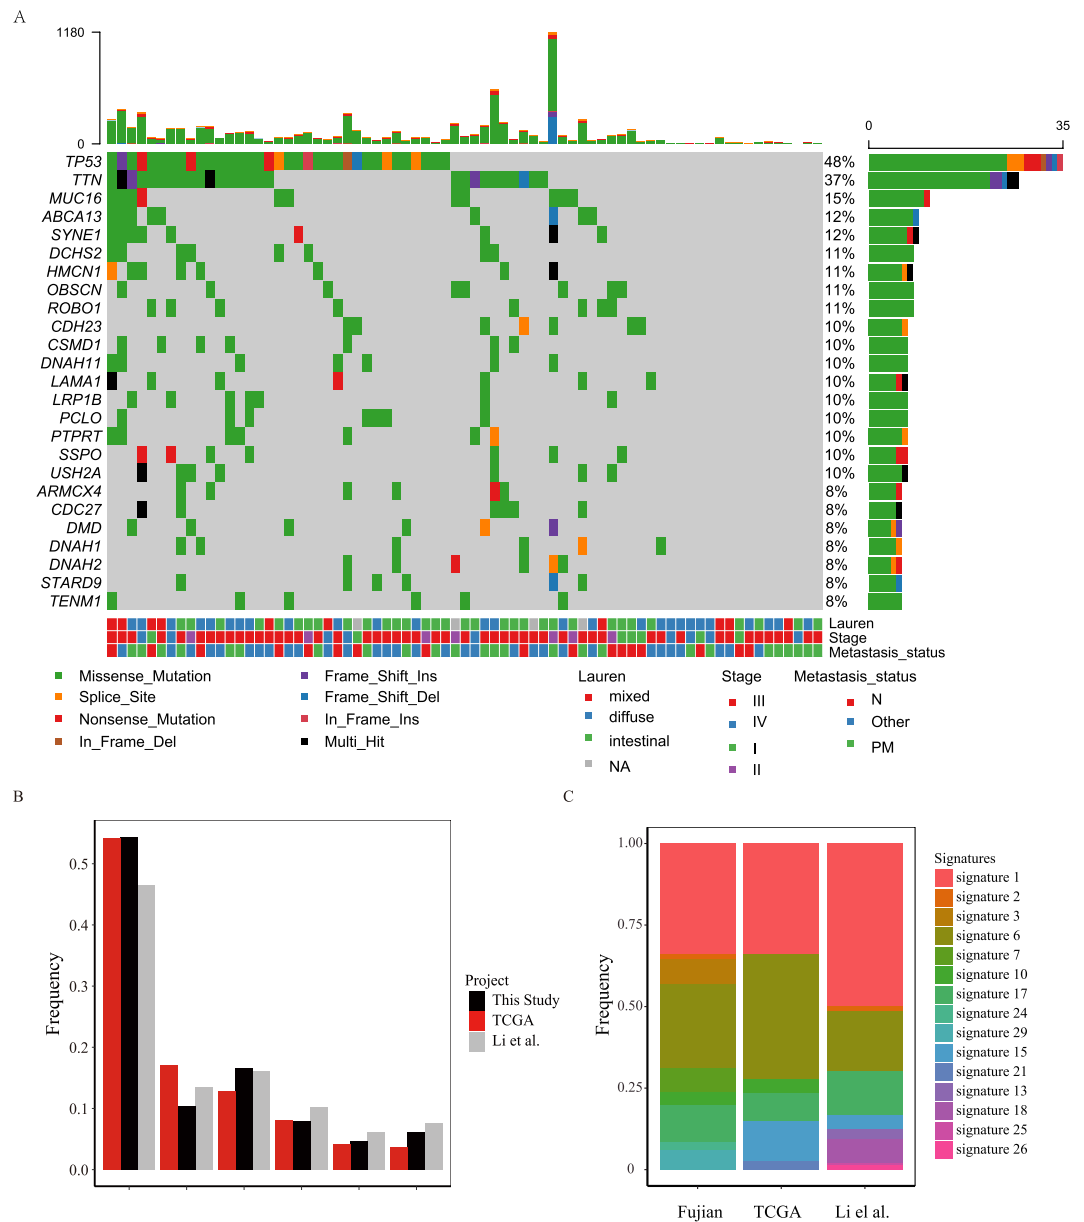 A
1180
0
0 35
TP53 48%
TTN 37%
MUC16 15%
ABCA13 12%
SYNE1 12%
DCHS2 11%
HMCN1 11%
OBSCN 11%
ROBO1 11%
CDH23 10%
CSMD1 10%
DNAH11 10%
LAMA1 10%
LRP1B 10%
PCLO 10%
PTPRT 10%
SSPO 10%
USH2A 10%
ARMCX4 8%
CDC27 8%
DMD 8%
DNAH1 8%
DNAH2 8%
STARD9 8%
TENM1 8%
Lauren
Stage
Metastasis_status
Missense_Mutation
Splice_Site
Nonsense_Mutation
In_Frame_Del
Frame_Shift_Ins
Frame_Shift_Del
In_Frame_Ins
Multi_Hit
Lauren
mixed
diffuse
intestinal
NA
Stage
III
IV
I
II
Metastasis_status
N
Other
PM
B
Frequency
0.5
0.4
0.3
0.2
0.1
0.0
Project
This Study
TCGA
Li et al.
C
Frequency
1.00
0.75
0.50
0.25
0
Fujian TCGA Li el al.
Signatures
signature 1
signature 2
signature 3
signature 6
signature 7
signature 10
signature 17
signature 24
signature 29
signature 15
signature 21
signature 13
signature 18
signature 25
signature 26